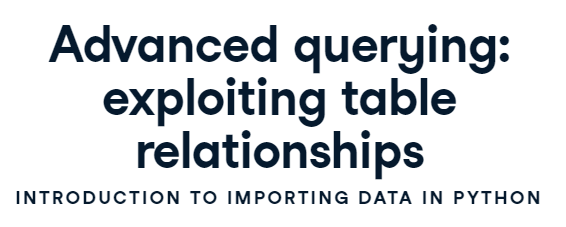 Advanced querying:
exploiting table
relationships
INTRODUCTION TO IMPORTING DATA IN PYTHON